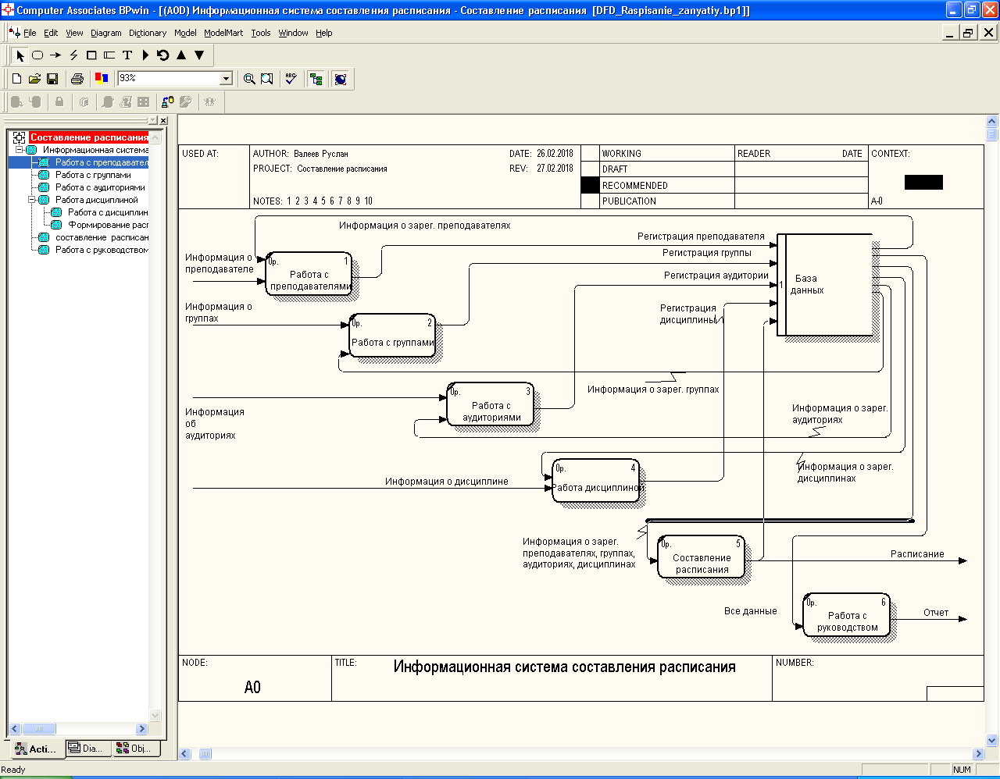 Computer Associates BPwin - [(A0D) Информационная система составления расписания - Составление расписания  [DFD_Raspisanie_zanyatiy.bp1]]
File Edit View Diagram Dictionary Model ModelMart Tools Window Help
93%
Составление расписания
Информационная система
Работа с преподавател
Работа с группами
Работа с аудиториями
Работа дисциплиной
Работа с дисциплин
Формирование расп
составление расписан
Работа с руководством
Acti...
Dia...
Obj...
USED AT:
AUTHOR: Валеев Руслан
DATE: 26.02.2018
PROJECT: Составление расписания
REV: 27.02.2018
NOTES: 1 2 3 4 5 6 7 8 9 10
WORKING
DRAFT
RECOMMENDED
PUBLICATION
READER DATE
CONTEXT:
A-0
Информация о зарег. преподавателях
Регистрация преподавателя
Информация о
преподавателе
0р. 1
Работа с
преподавателями
Регистрация группы
Регистрация аудитории
1
База
данных
Информация о
группах
Регистрация
дисциплины
0р. 2
Работа с группами
Информация о зарег. группах
0р. 3
Работа с
аудиториями
Информация
об
аудиториях
Информация о зарег.
аудиториях
Информация о зарег.
дисциплинах
Информация о дисциплине
0р. 4
Работа дисциплиной
Информация о зарег.
преподавателях, группах,
аудиториях, дисциплинах
0р. 5
Составление
расписания
Расписание
Все данные
0р. 6
Работа с
руководством
Отчет
NODE:
A0
TITLE:
Информационная система составления расписания
NUMBER:
Ready
NUM